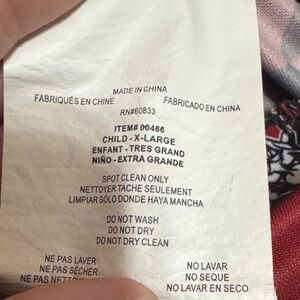 MADE IN CHINA
FABRIQUÉS EN CHINE FABRICADO EN CHINA
RN#60833
ITEM# 00466
CHILD - X-LARGE
ENFANT - TRES GRAND
NIÑO - EXTRA GRANDE
SPOT CLEAN ONLY
NETTOYER TACHE SEULEMENT
LIMPIAR SÓLO DONDE HAYA MANCHA
DO NOT WASH
DO NOT DRY
DO NOT DRY CLEAN
NE PAS LAVER NO LAVAR
NE PAS SÉCHER NO SEQUE
NE PAS NO LAVAR EN SECO